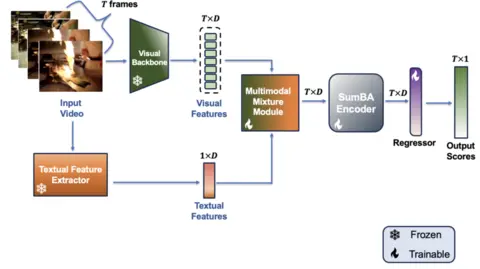 T frames
Input
Video
Visual
Backbone
T×D
Visual
Features
Multimodal
Mixture
Module
T×D
SumBA
Encoder
T×D
Regressor
T×1
Output
Scores
Textual Feature
Extractor
1×D
Textual
Features
Frozen
Trainable